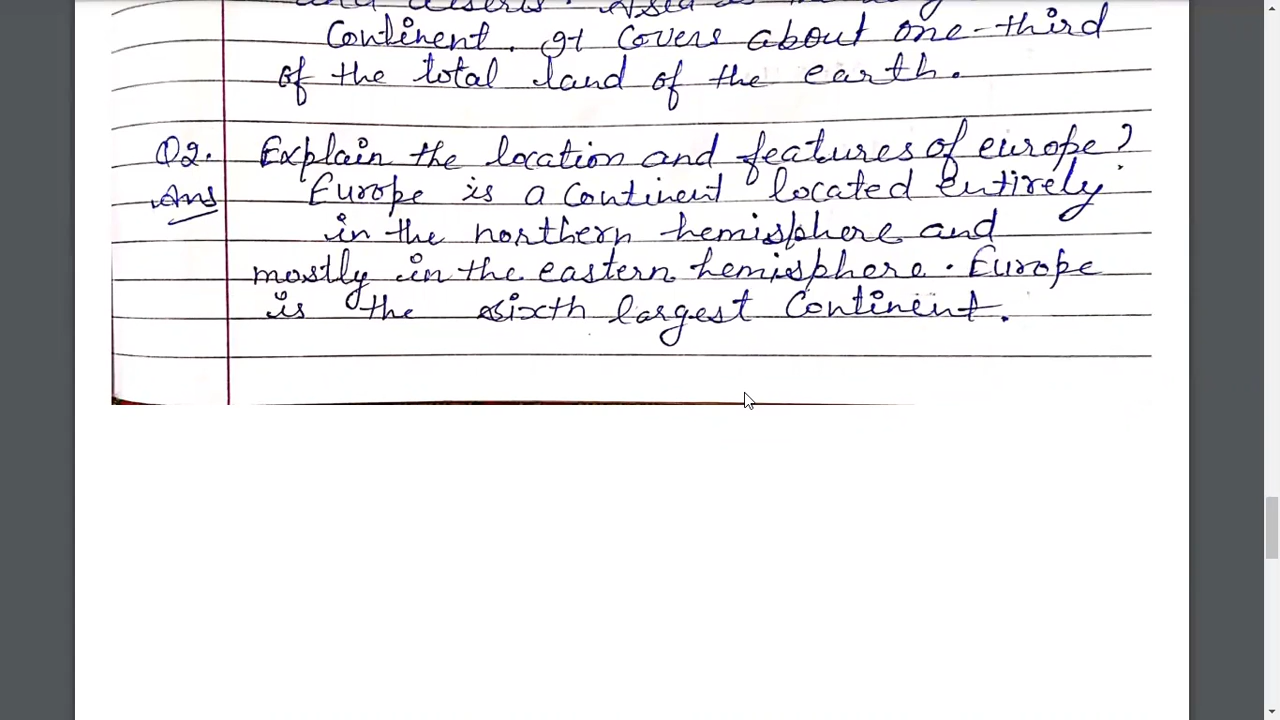 Continent. It covers about one-third
of the total land of the earth.
Q2. Explain the location and features of europe?
Ans Europe is a continent located entirely
in the northern hemisphere and
mostly in the eastern hemisphere. Europe
is the sixth largest continent.